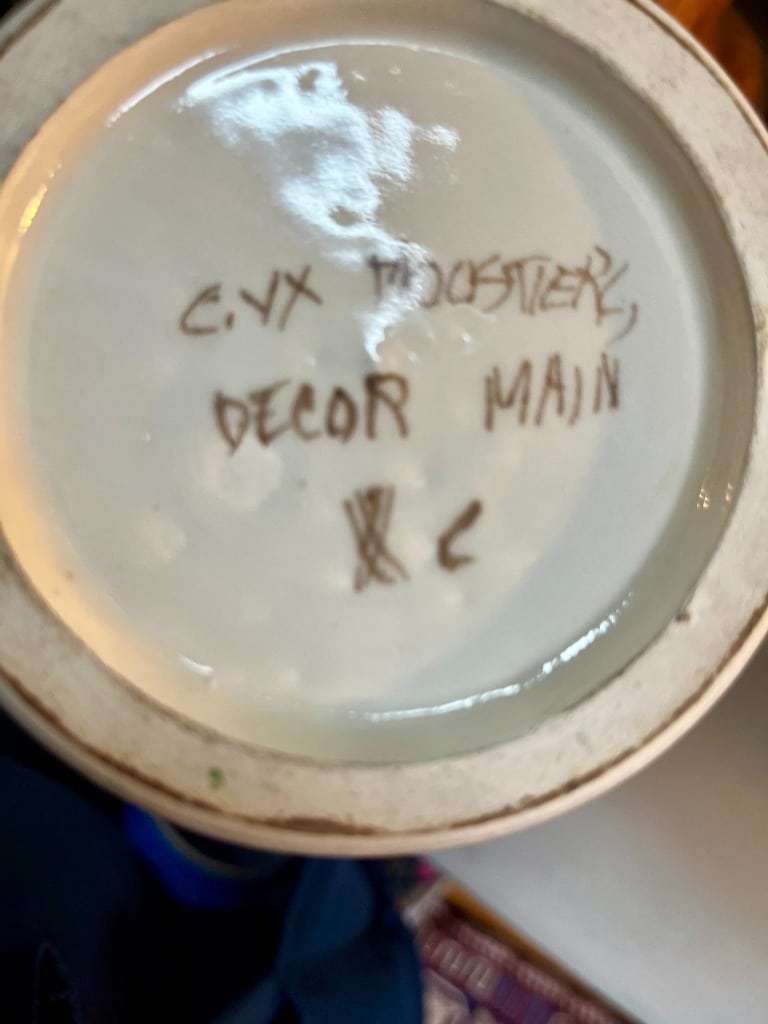 C.VX MOUSTIERS,
DECOR MAIN
C